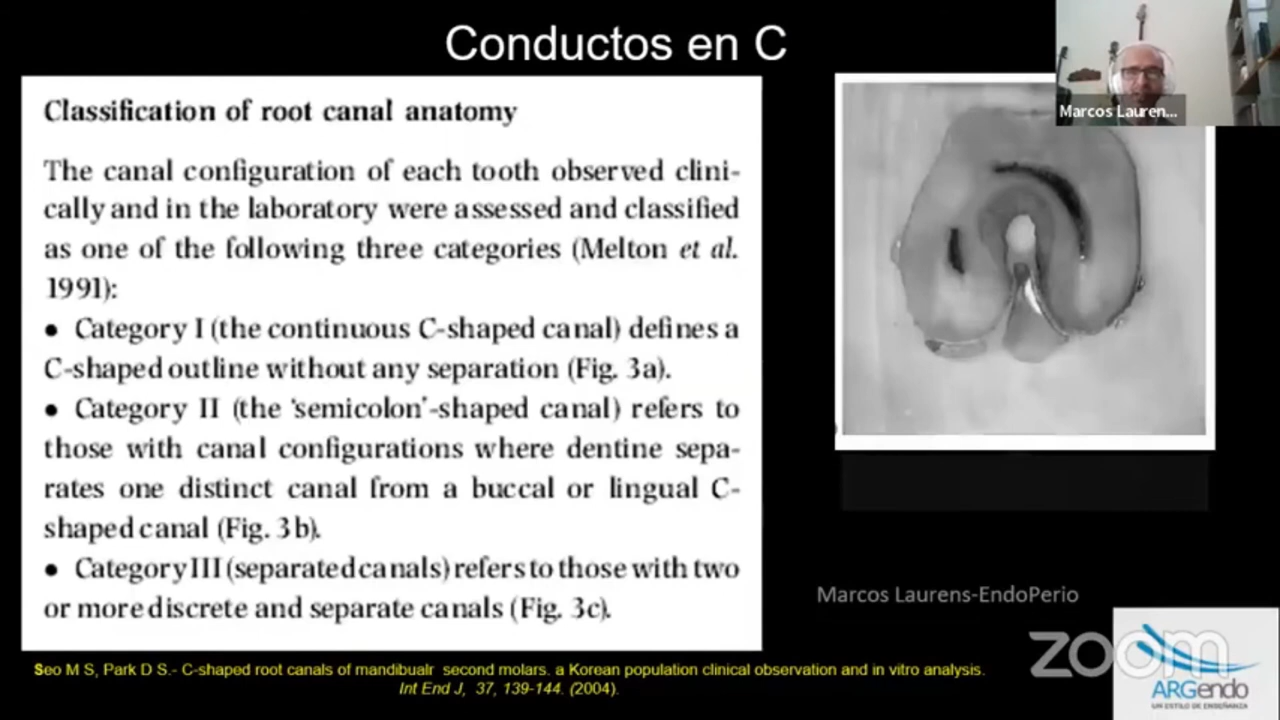 Conductos en C
Marcos Lauren...
Classification of root canal anatomy
The canal configuration of each tooth observed clini-
cally and in the laboratory were assessed and classified
as one of the following three categories (Melton et al.
1991):
• Category I (the continuous C-shaped canal) defines a
C-shaped outline without any separation (Fig. 3a).
• Category II (the 'semicolon'-shaped canal) refers to
those with canal configurations where dentine sepa-
rates one distinct canal from a buccal or lingual C-
shaped canal (Fig. 3b).
• Category III (separated canals) refers to those with two
or more discrete and separate canals (Fig. 3c).
Marcos Laurens-EndoPerio
Seo M S, Park D S.- C-shaped root canals of mandibualr second molars. a Korean population clinical observation and in vitro analysis.
Int End J, 37, 139-144. (2004).
zoom
ARGendo
UN ESTILO DE ENSEÑANZA